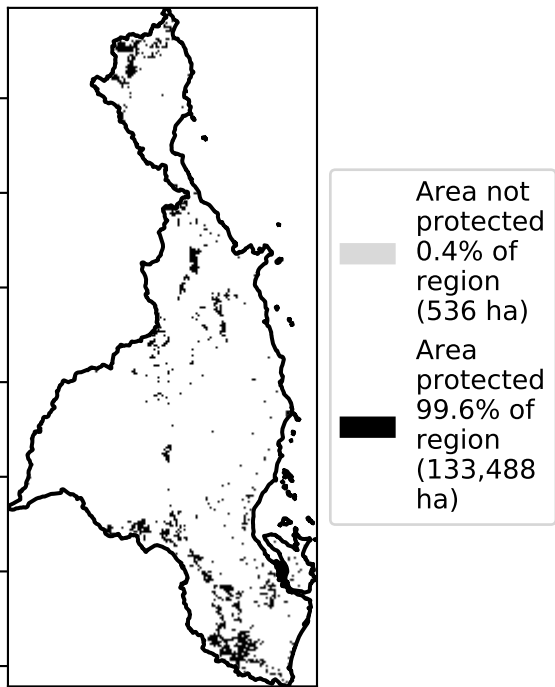 Area not
protected
0.4% of
region
(536 ha)
Area
protected
99.6% of
region
(133,488
ha)